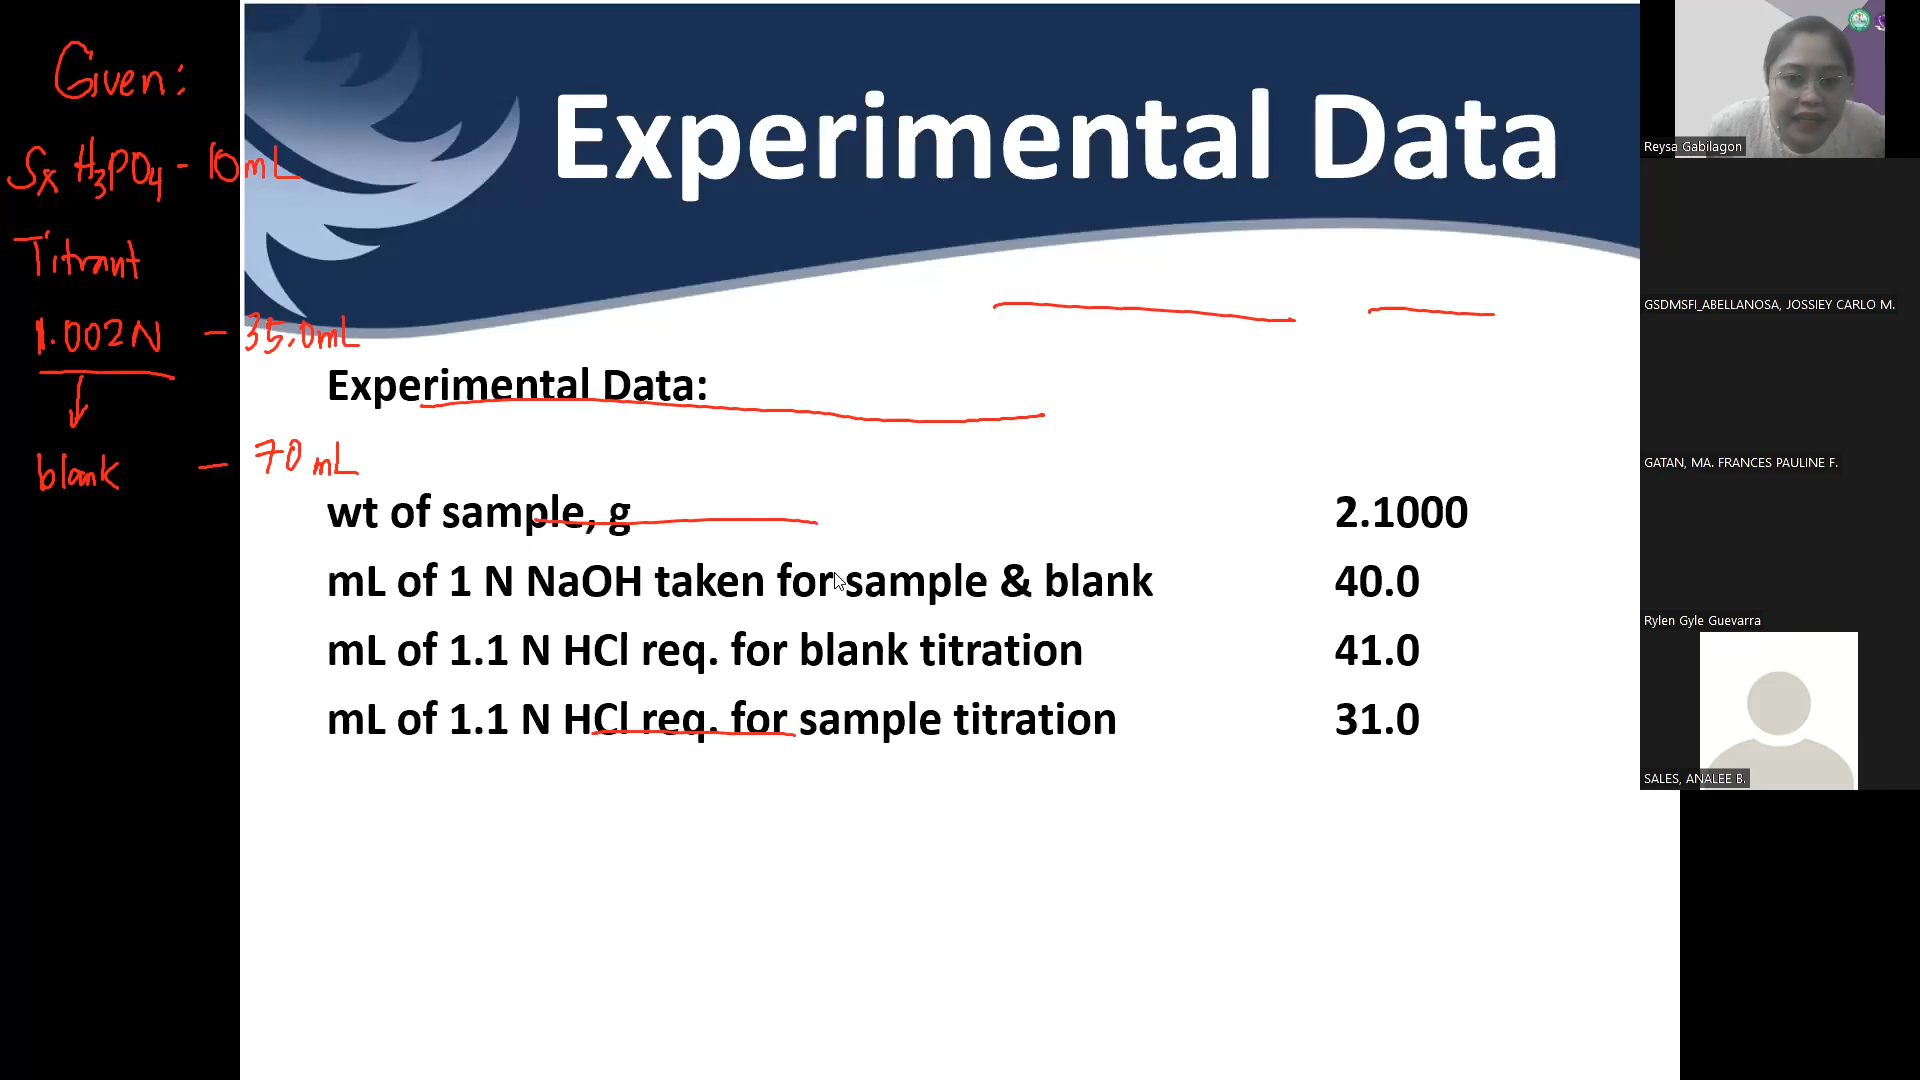 Given:
Sx H3PO4 - 10mL
Titrant
1.002N - 35.0mL
blank - 70 mL
Experimental Data
Experimental Data:
wt of sample, g 2.1000
mL of 1 N NaOH taken for sample & blank 40.0
mL of 1.1 N HCl req. for blank titration 41.0
mL of 1.1 N HCl req. for sample titration 31.0
Reysa Gabilagon
GSDMSFI_ABELLANOSA, JOSSIEY CARLO M.
GATAN, MA. FRANCES PAULINE F.
Rylen Gyle Guevarra
SALES, ANALEE B.